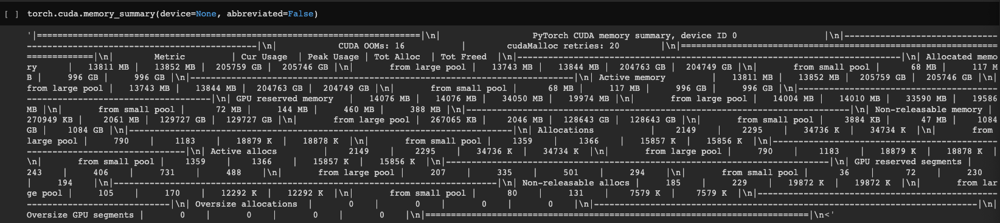 [ ] torch.cuda.memory_summary(device=None, abbreviated=False)
'|===========================================================================|\n|                  PyTorch CUDA memory summary, device ID 0                 |\n|------------------------------
---------------------------------------------|\n|            CUDA OOMs: 16            |        cudaMalloc retries: 20        |\n|==============================================================
=============|\n|        Metric         | Cur Usage  | Peak Usage | Tot Alloc  | Tot Freed  |\n|---------------------------------------------------------------------------|\n| Allocated memo
ry      |   13811 MB |   13852 MB |  205759 GB |  205746 GB |\n|       from large pool |   13743 MB |   13844 MB |  204763 GB |  204749 GB |\n|       from small pool |      68 MB |     117 M
B |     996 GB |     996 GB |\n|---------------------------------------------------------------------------|\n| Active memory         |   13811 MB |   13852 MB |  205759 GB |  205746 GB |\n|
from large pool |   13743 MB |   13844 MB |  204763 GB |  204749 GB |\n|       from small pool |      68 MB |     117 MB |     996 GB |     996 GB |\n|---------------------------------------
------------------------------------|\n| GPU reserved memory   |   14076 MB |   14076 MB |   34050 MB |   19974 MB |\n|       from large pool |   14004 MB |   14010 MB |   33590 MB |   19586
MB |\n|       from small pool |      72 MB |     144 MB |     460 MB |     388 MB |\n|---------------------------------------------------------------------------|\n| Non-releasable memory |
270949 KB |    2061 MB |  129727 GB |  129727 GB |\n|       from large pool |  267065 KB |    2046 MB |  128643 GB |  128643 GB |\n|       from small pool |    3884 KB |      47 MB |    1084
GB |    1084 GB |\n|---------------------------------------------------------------------------|\n| Allocations           |    2149    |    2295    |   34736 K  |   34734 K  |\n|       from
large pool |     790    |    1183    |   18879 K  |   18878 K  |\n|       from small pool |    1359    |    1366    |   15857 K  |   15856 K  |\n|--------------------------------------------
-------------------------------|\n| Active allocs         |    2149    |    2295    |   34736 K  |   34734 K  |\n|       from large pool |     790    |    1183    |   18879 K  |   18878 K  |
\n|       from small pool |    1359    |    1366    |   15857 K  |   15856 K  |\n|---------------------------------------------------------------------------|\n| GPU reserved segments |
243    |     406    |     731    |     488    |\n|       from large pool |     207    |     335    |     501    |     294    |\n|       from small pool |      36    |      72    |     230
|     194    |\n|---------------------------------------------------------------------------|\n| Non-releasable allocs |     185    |     229    |   19872 K  |   19872 K  |\n|       from lar
ge pool |     105    |     170    |   12292 K  |   12292 K  |\n|       from small pool |      80    |     131    |    7579 K  |    7579 K  |\n|-----------------------------------------------
----------------------------|\n| Oversize allocations  |       0    |       0    |       0    |       0    |\n|---------------------------------------------------------------------------|\n|
Oversize GPU segments |       0    |       0    |       0    |       0    |\n|===========================================================================|\n<'